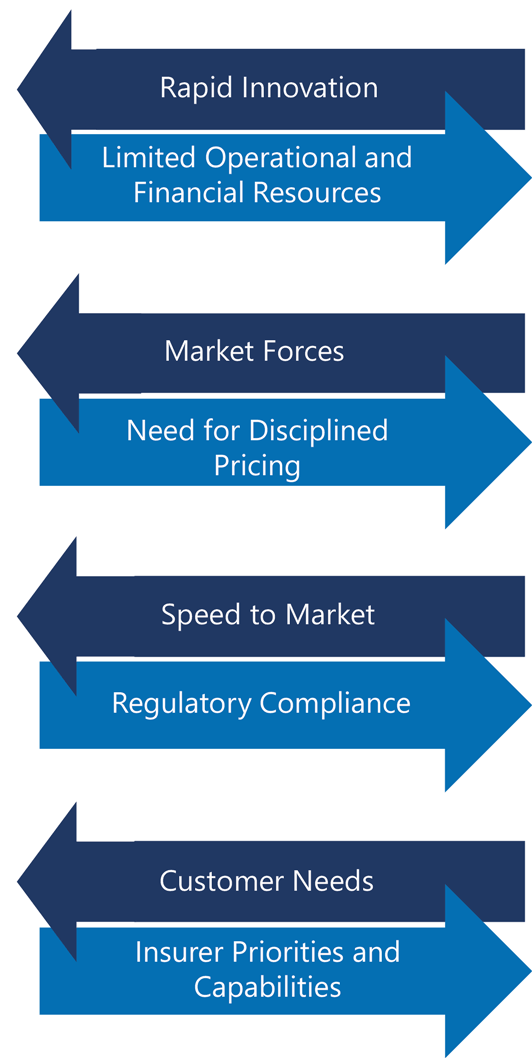 Rapid Innovation
Limited Operational and
Financial Resources
Market Forces
Need for Disciplined
Pricing
Speed to Market
Regulatory Compliance
Customer Needs
Insurer Priorities and
Capabilities